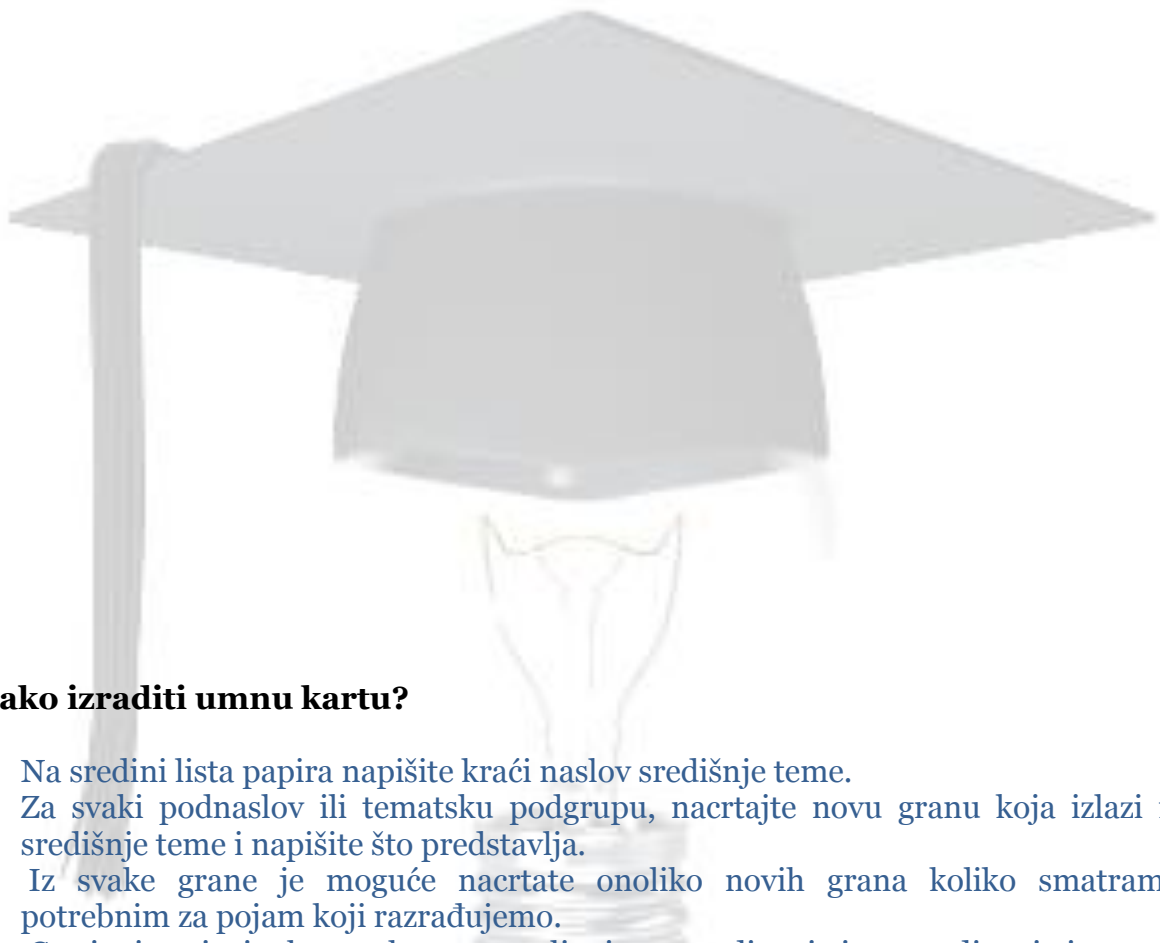 ako izraditi umnu kartu?
Na sredini lista papira napišite kraći naslov središnje teme.
Za svaki podnaslov ili tematsku podgrupu, nacrtajte novu granu koja izlazi
središnje teme i napišite što predstavlja.
Iz svake grane je moguće nacrtate onoliko novih grana koliko smatram
potrebnim za pojam koji razrađujemo.